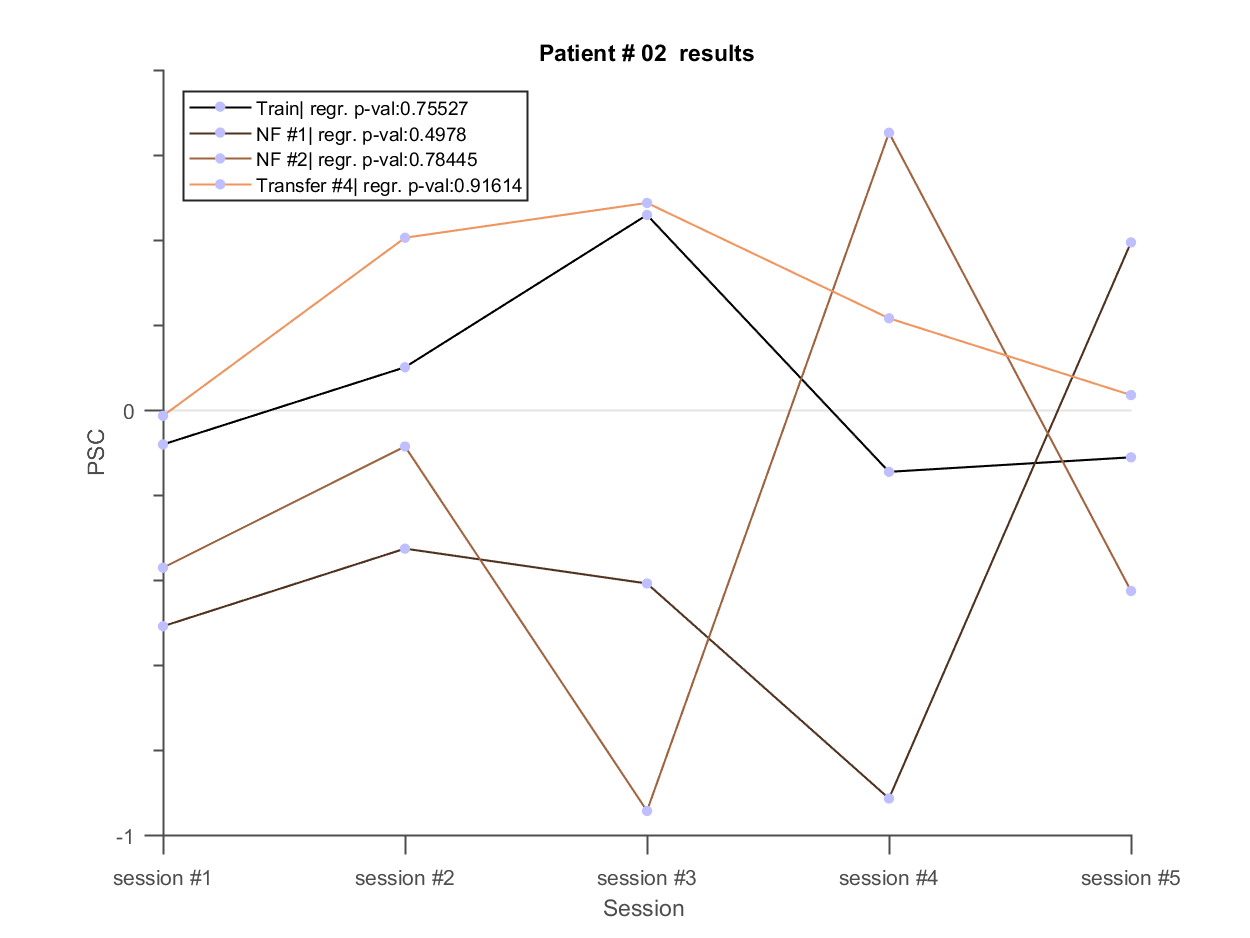 Patient # 02  results
Train| regr. p-val:0.75527
NF #1| regr. p-val:0.4978
NF #2| regr. p-val:0.78445
Transfer #4| regr. p-val:0.91614
0
PSC
-1
session #1
session #2
session #3
session #4
session #5
Session